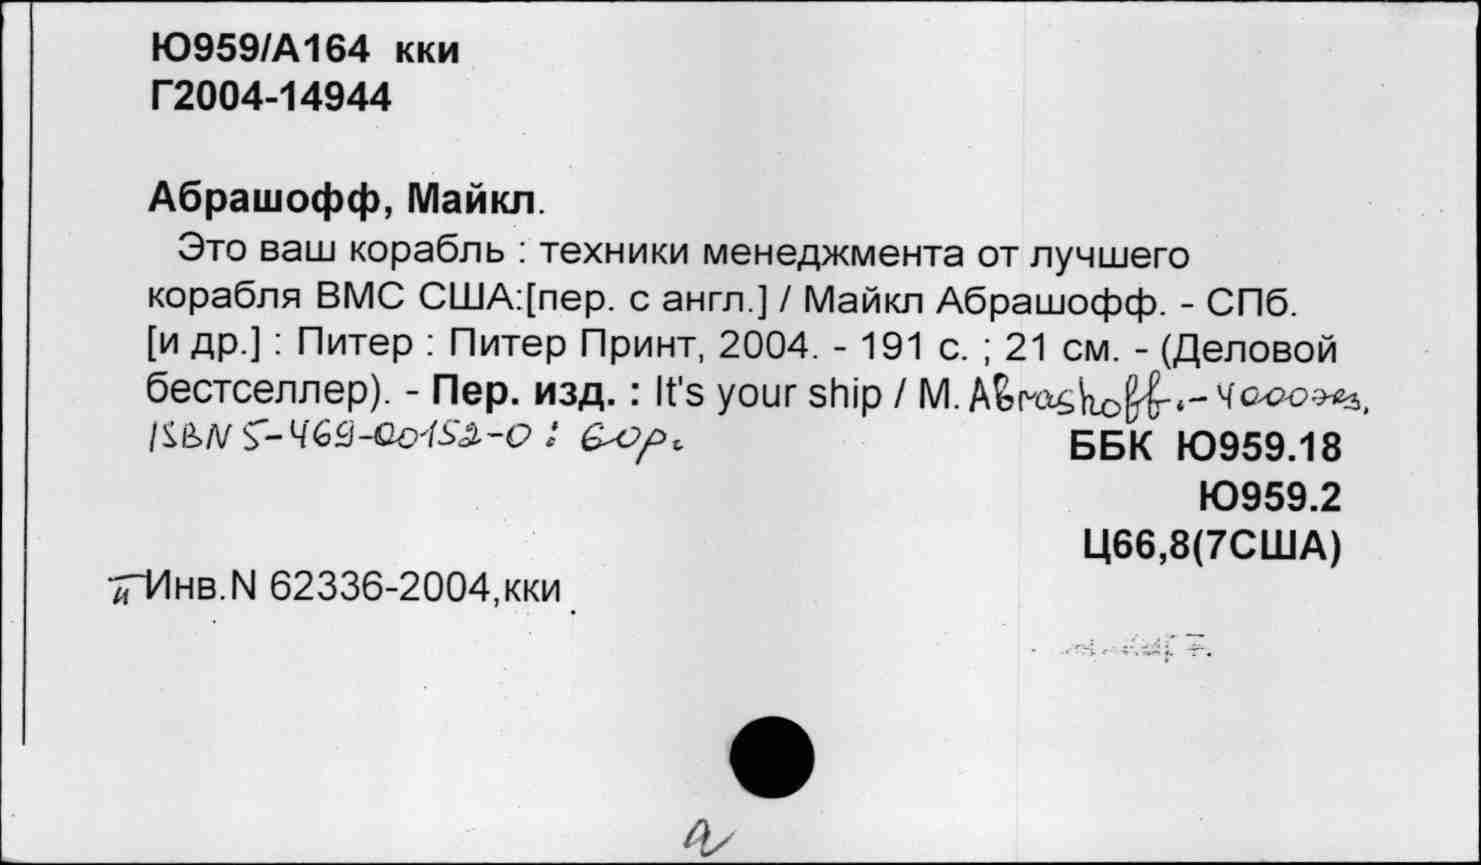 Ю959/А164 кки
Г2004-14944
Абрашофф, Майкл.
Это ваш корабль : техники менеджмента от лучшего
корабля ВМС США:[пер. с англ.] / Майкл Абрашофф. - СПб.
[и др.] : Питер : Питер Принт, 2004. - 191 с. ; 21 см. - (Деловой
бестселлер). - Пер. изд. : It's your ship / M. Abrashoff.- 4000экз.
ISBN 5-469-00152-0 : 60р.
ББК Ю959.18
Ю959.2
Ц66,8(7США)
и Инв.N 62336-2004,кки
а